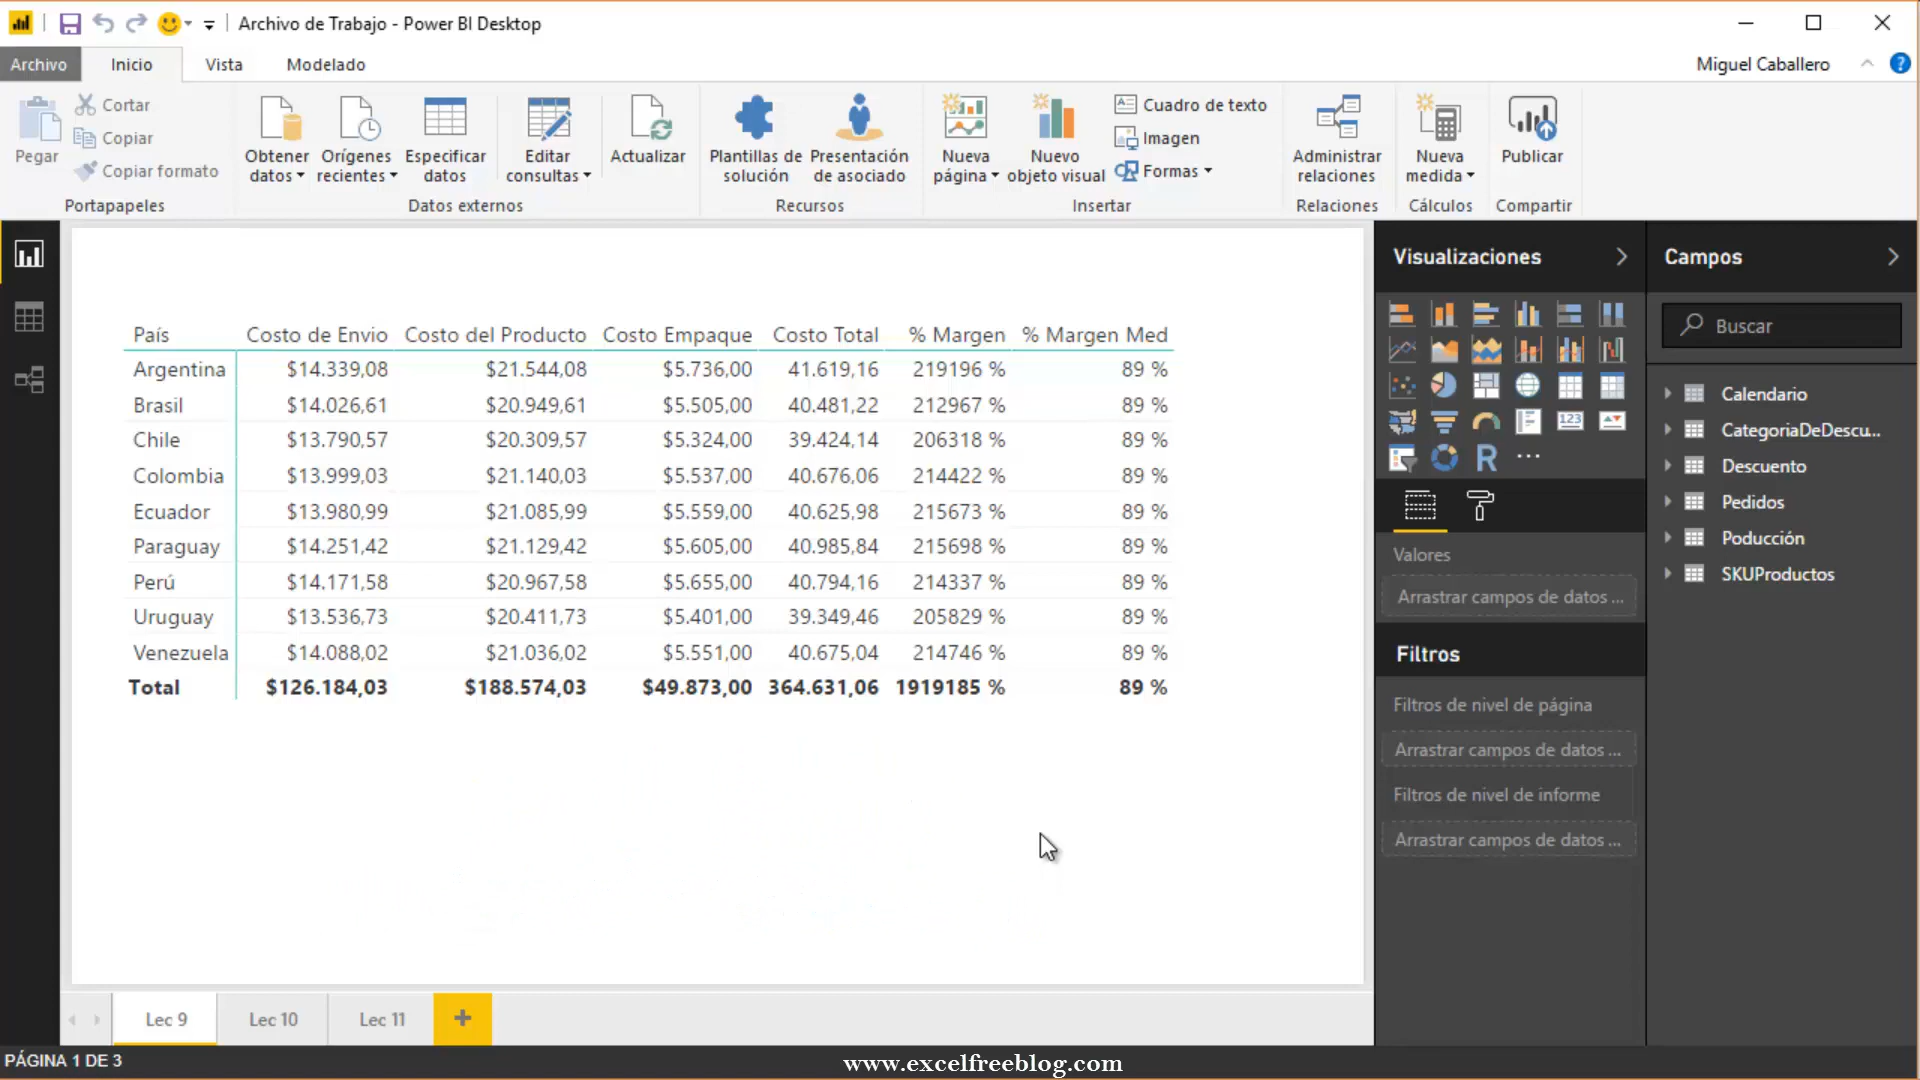 Archivo de Trabajo - Power BI Desktop
Archivo Inicio Vista Modelado Miguel Caballero ?
Pegar
Cortar
Copiar
Copiar formato
Portapapeles
Obtener datos
Orígenes recientes
Especificar datos
Editar consultas
Actualizar
Datos externos
Plantillas de solución
Presentación de asociado
Recursos
Nueva página
Nuevo objeto visual
Cuadro de texto
Imagen
Formas
Insertar
Administrar relaciones
Relaciones
Nueva medida
Cálculos
Publicar
Compartir
País Costo de Envio Costo del Producto Costo Empaque Costo Total % Margen % Margen Med
Argentina $14.339,08 $21.544,08 $5.736,00 41.619,16 219196 % 89 %
Brasil $14.026,61 $20.949,61 $5.505,00 40.481,22 212967 % 89 %
Chile $13.790,57 $20.309,57 $5.324,00 39.424,14 206318 % 89 %
Colombia $13.999,03 $21.140,03 $5.537,00 40.676,06 214422 % 89 %
Ecuador $13.980,99 $21.085,99 $5.559,00 40.625,98 215673 % 89 %
Paraguay $14.251,42 $21.129,42 $5.605,00 40.985,84 215698 % 89 %
Perú $14.171,58 $20.967,58 $5.655,00 40.794,16 214337 % 89 %
Uruguay $13.536,73 $20.411,73 $5.401,00 39.349,46 205829 % 89 %
Venezuela $14.088,02 $21.036,02 $5.551,00 40.675,04 214746 % 89 %
Total $126.184,03 $188.574,03 $49.873,00 364.631,06 1919185 % 89 %
Visualizaciones
123
R
Valores
Arrastrar campos de datos ...
Filtros
Filtros de nivel de página
Arrastrar campos de datos ...
Filtros de nivel de informe
Arrastrar campos de datos ...
Campos
Buscar
Calendario
CategoriaDeDescu...
Descuento
Pedidos
Poducción
SKUProductos
Lec 9 Lec 10 Lec 11 +
PÁGINA 1 DE 3
www.excelfreeblog.com